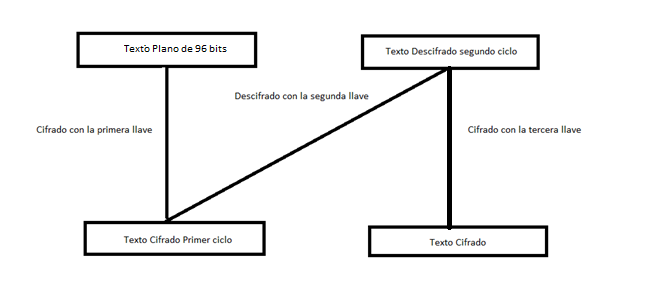 Texto Plano de 96 bits
Texto Descifrado segundo ciclo
Descifrado con la segunda llave
Cifrado con la primera llave
Cifrado con la tercera llave
Texto Cifrado Primer ciclo
Texto Cifrado